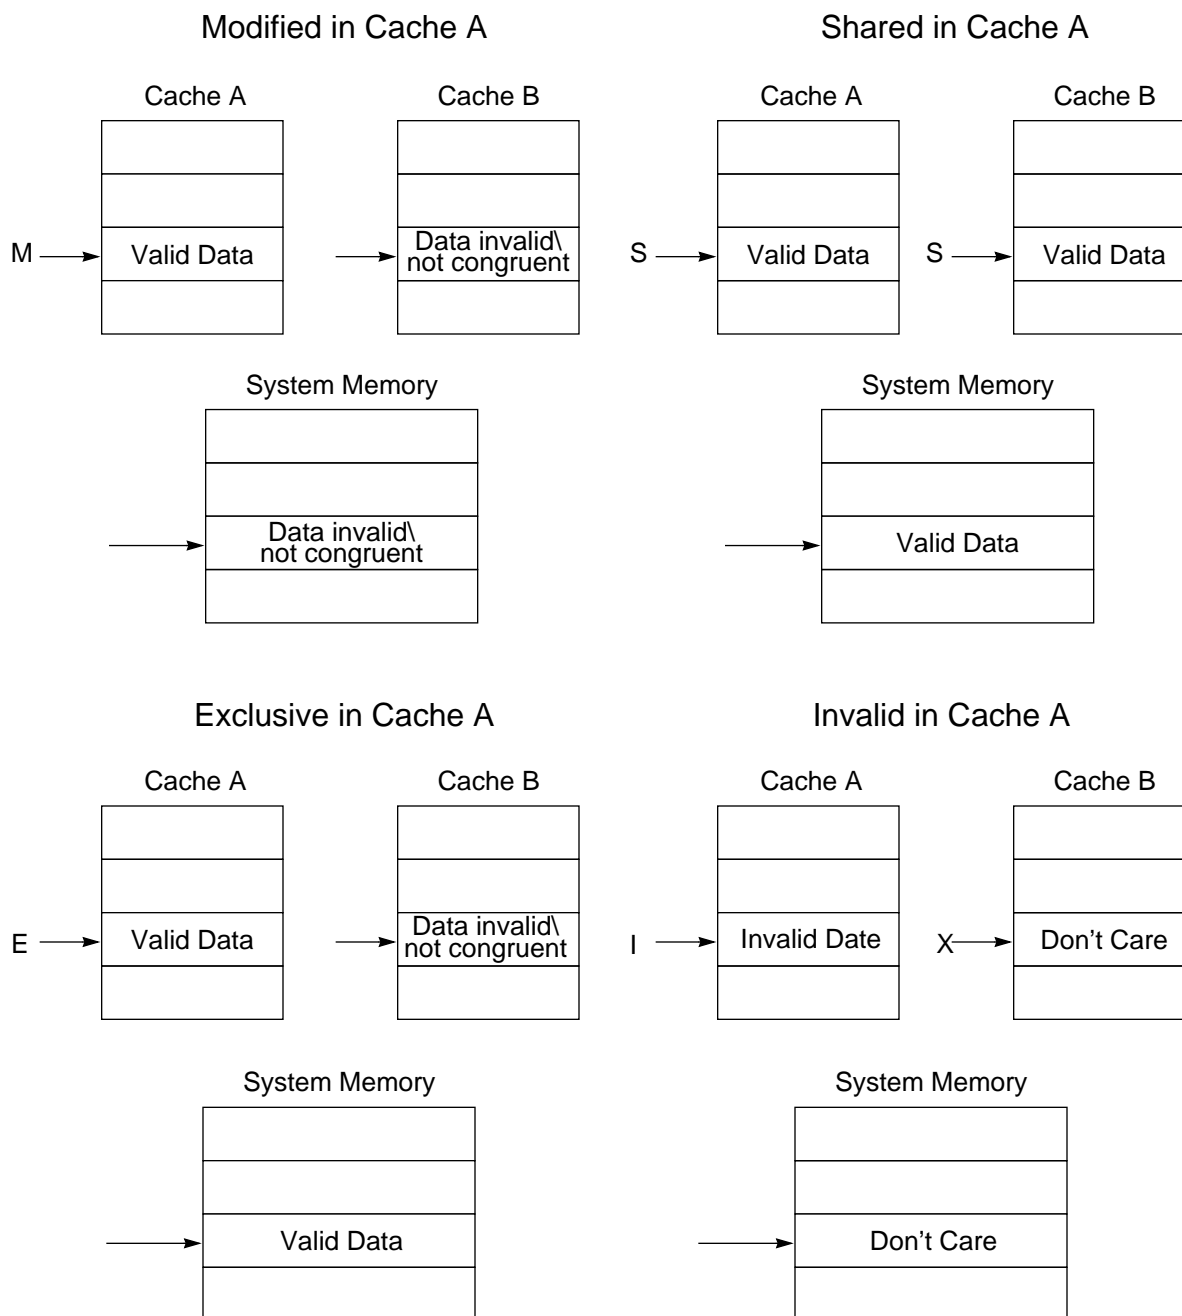 Modified in Cache A
Shared in Cache A
Cache A
Cache B
Cache A
Cache B
M
Valid Data
Data invalid\
not congruent
S
Valid Data
S
Valid Data
System Memory
System Memory
Data invalid\
not congruent
Valid Data
Exclusive in Cache A
Invalid in Cache A
Cache A
Cache B
Cache A
Cache B
E
Valid Data
Data invalid\
not congruent
I
Invalid Date
X
Don't Care
System Memory
System Memory
Valid Data
Don't Care